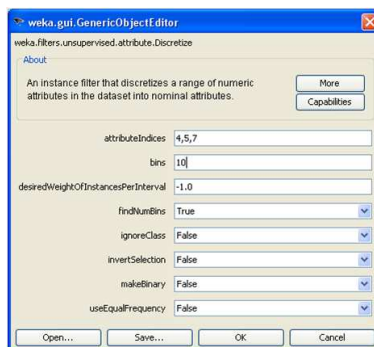 weka.gui.GenericObjectEditor
weka.filters.unsupervised.attribute.Discretize
About
An instance filter that discretizes a range of numeric
attributes in the dataset into nominal attributes.
More
Capabilities
attributeIndices 4,5,7
bins 10
desiredWeightOfInstancesPerInterval -1.0
findNumBins True
ignoreClass False
invertSelection False
makeBinary False
useEqualFrequency False
Open... Save... OK Cancel